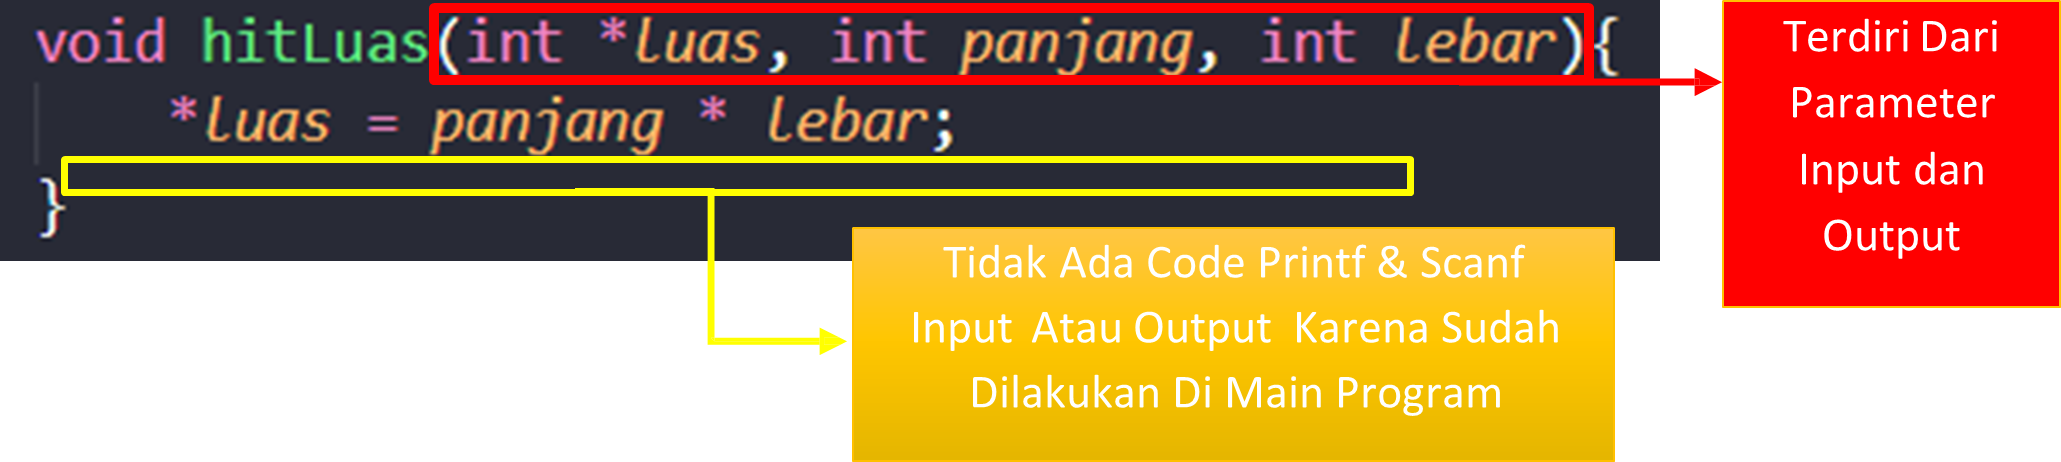 void hitLuas(int *luas, int panjang, int lebar){
*luas = panjang * lebar;
}
Terdiri Dari
Parameter
Input dan
Output
Tidak Ada Code Printf & Scanf
Input Atau Output Karena Sudah
Dilakukan Di Main Program